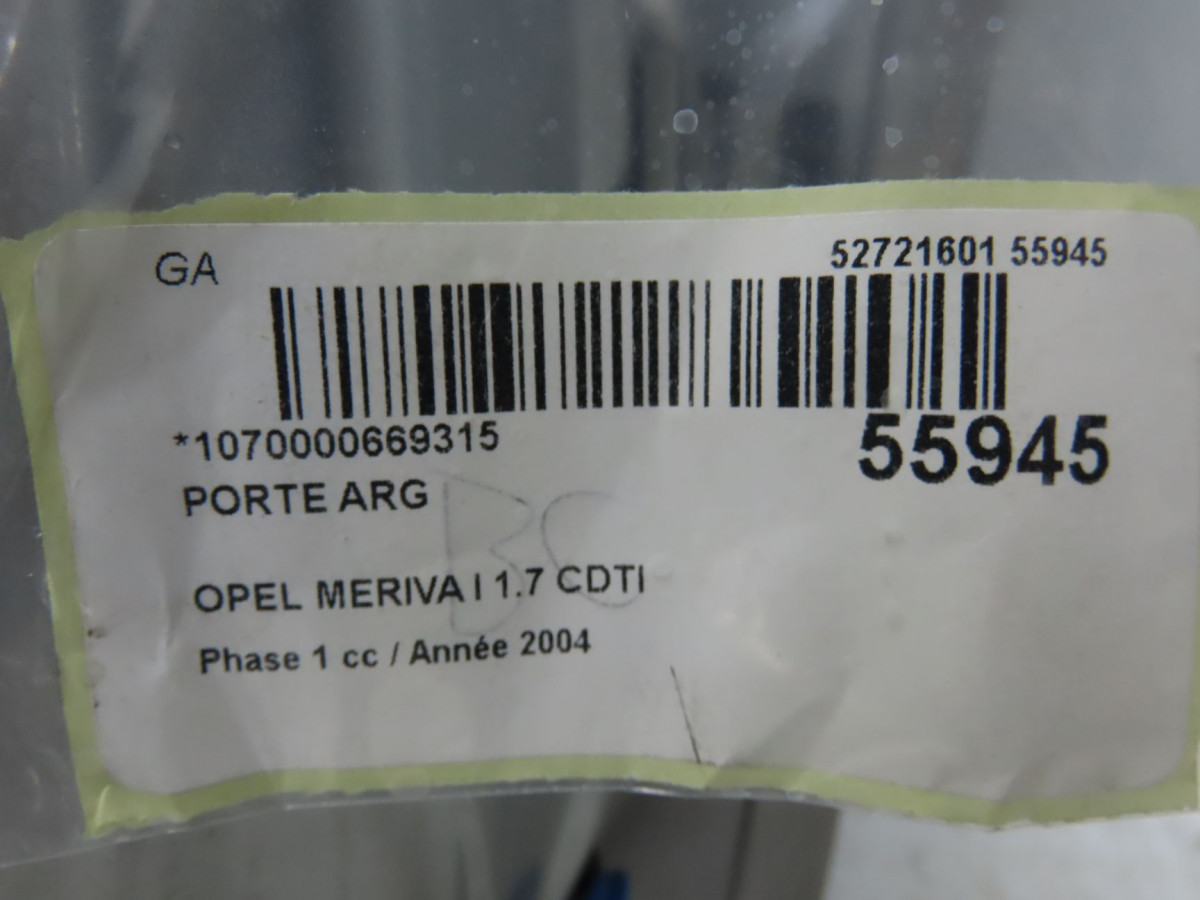 GA
52721601 55945
*1070000669315
55945
PORTE ARG
BC
OPEL MERIVA I 1.7 CDTI
Phase 1 cc / Année 2004